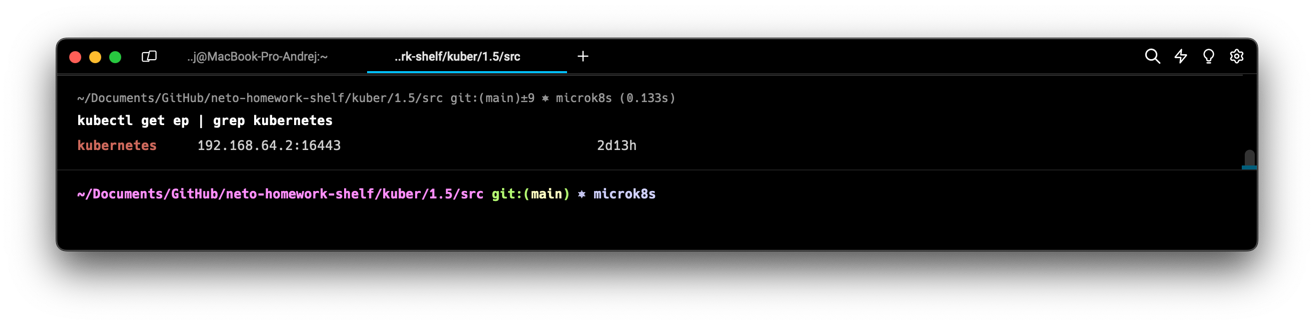 ..j@MacBook-Pro-Andrej:~ ..rk-shelf/kuber/1.5/src +
~/Documents/GitHub/neto-homework-shelf/kuber/1.5/src git:(main)±9 ⎈ microk8s (0.133s)
kubectl get ep | grep kubernetes
kubernetes 192.168.64.2:16443 2d13h
~/Documents/GitHub/neto-homework-shelf/kuber/1.5/src git:(main) ⎈ microk8s